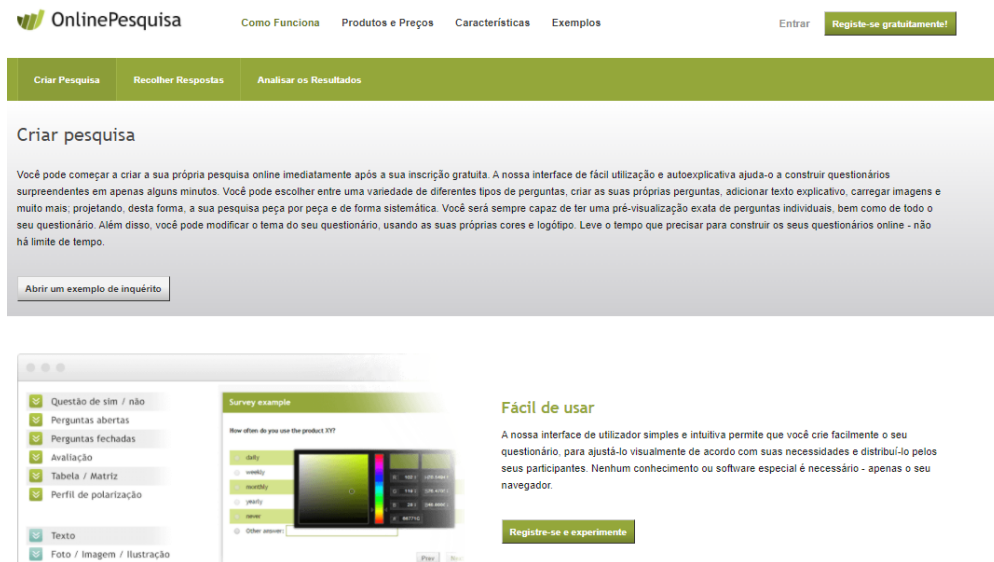 OnlinePesquisa
Como Funciona Produtos e Preços Características Exemplos Entrar Registe-se gratuitamente!
Criar Pesquisa Recolher Respostas Analisar os Resultados
Criar pesquisa
Você pode começar a criar a sua própria pesquisa online imediatamente após a sua inscrição gratuita. A nossa interface de fácil utilização e autoexplicativa ajuda-o a construir questionários
surpreendentes em apenas alguns minutos. Você pode escolher entre uma variedade de diferentes tipos de perguntas, criar as suas próprias perguntas, adicionar texto explicativo, carregar imagens e
muito mais; projetando, desta forma, a sua pesquisa peça por peça e de forma sistemática. Você será sempre capaz de ter uma pré-visualização exata de perguntas individuais, bem como de todo o
seu questionário. Além disso, você pode modificar o tema do seu questionário, usando as suas próprias cores e logótipo. Leve o tempo que precisar para construir os seus questionários online - não
há limite de tempo.
Abrir um exemplo de inquérito
Questão de sim / não
Perguntas abertas
Perguntas fechadas
Avaliação
Tabela / Matriz
Perfil de polarização
Texto
Foto / Imagem / Ilustração
Survey example
How often do you use the product XY?
daily
weekly
monthly
yearly
never
Other answer:
Prev
Fácil de usar
A nossa interface de utilizador simples e intuitiva permite que você crie facilmente o seu
questionário, para ajustá-lo visualmente de acordo com suas necessidades e distribuí-lo pelos
seus participantes. Nenhum conhecimento ou software especial é necessário - apenas o seu
navegador.
Registre-se e experimente